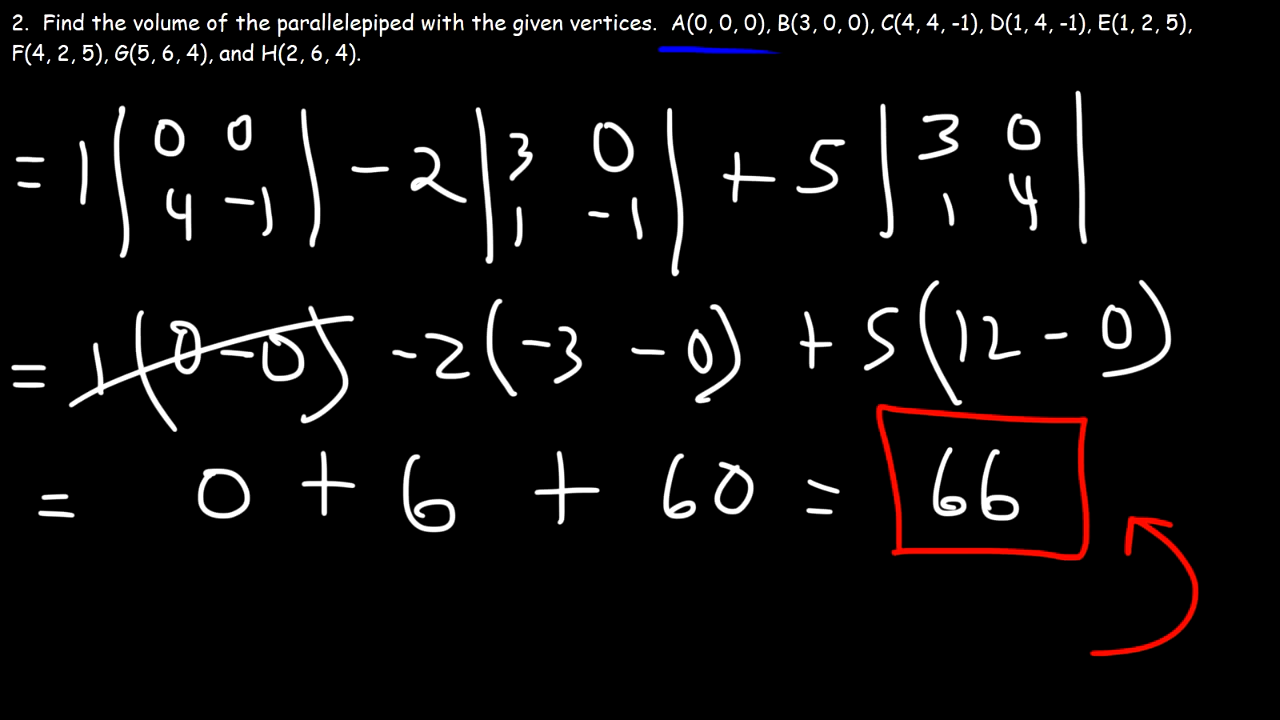 2. Find the volume of the parallelepiped with the given vertices. A(0, 0, 0), B(3, 0, 0), C(4, 4, -1), D(1, 4, -1), E(1, 2, 5),
F(4, 2, 5), G(5, 6, 4), and H(2, 6, 4).
= 1 | 0 0 | - 2 | 3 0 | + 5 | 3 0 |
| 4 -1 | | 1 -1 | | 1 4 |
= 1(0-0) - 2(-3 - 0) + 5(12 - 0)
= 0 + 6 + 60 = 66